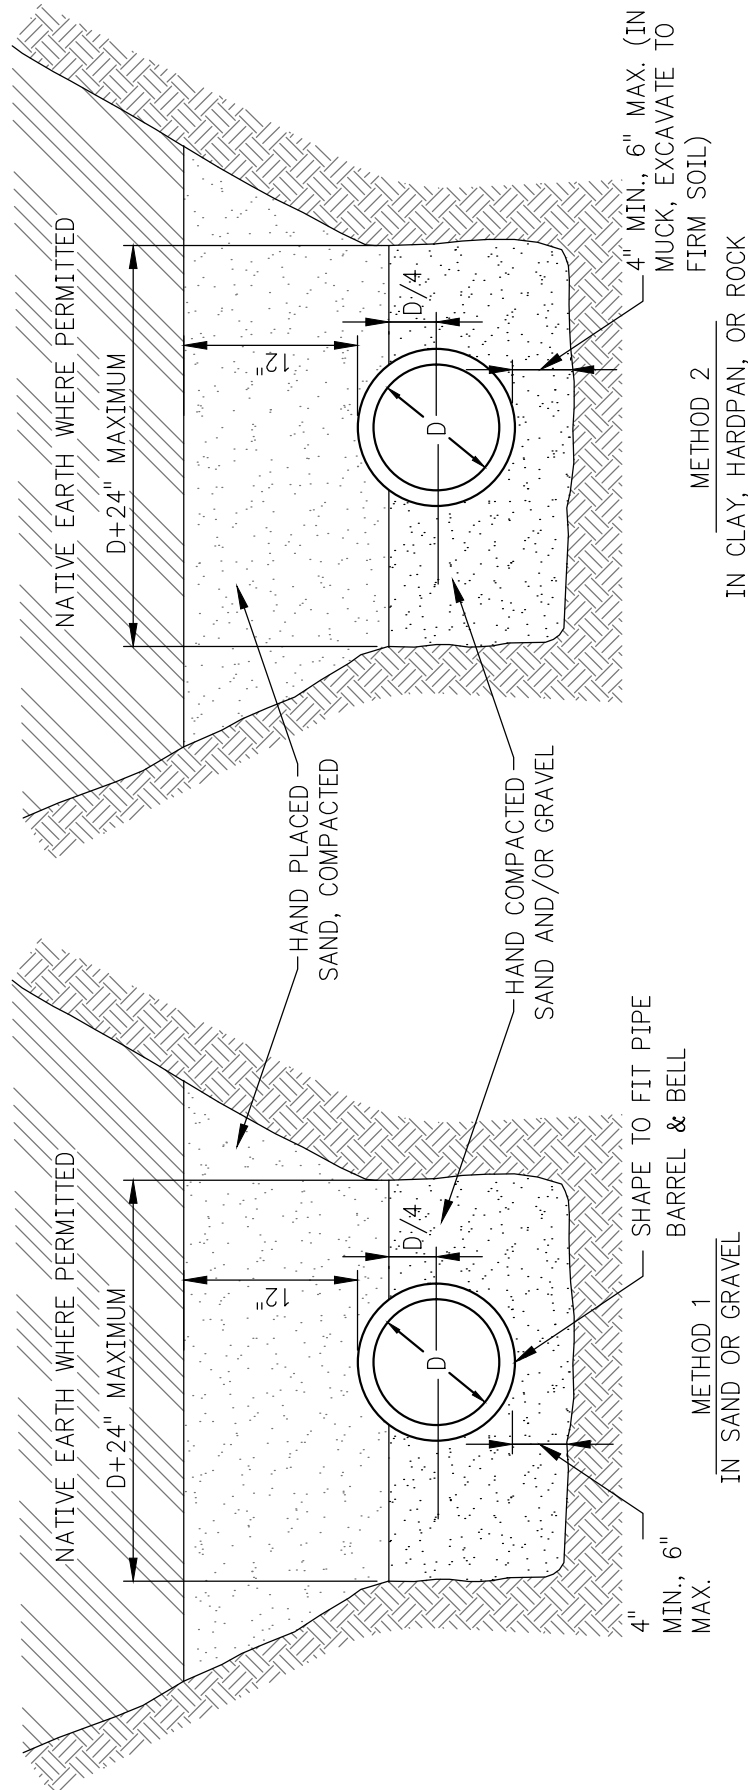 NATIVE EARTH WHERE PERMITTED
D+24" MAXIMUM
12"
D/4
D
4"
MIN., 6"
MAX.
SHAPE TO FIT PIPE
BARREL & BELL
METHOD 1
IN SAND OR GRAVEL
HAND PLACED
SAND, COMPACTED
HAND COMPACTED
SAND AND/OR GRAVEL
NATIVE EARTH WHERE PERMITTED
D+24" MAXIMUM
12"
D/4
D
4" MIN., 6" MAX. (IN
MUCK, EXCAVATE TO
FIRM SOIL)
METHOD 2
IN CLAY, HARDPAN, OR ROCK